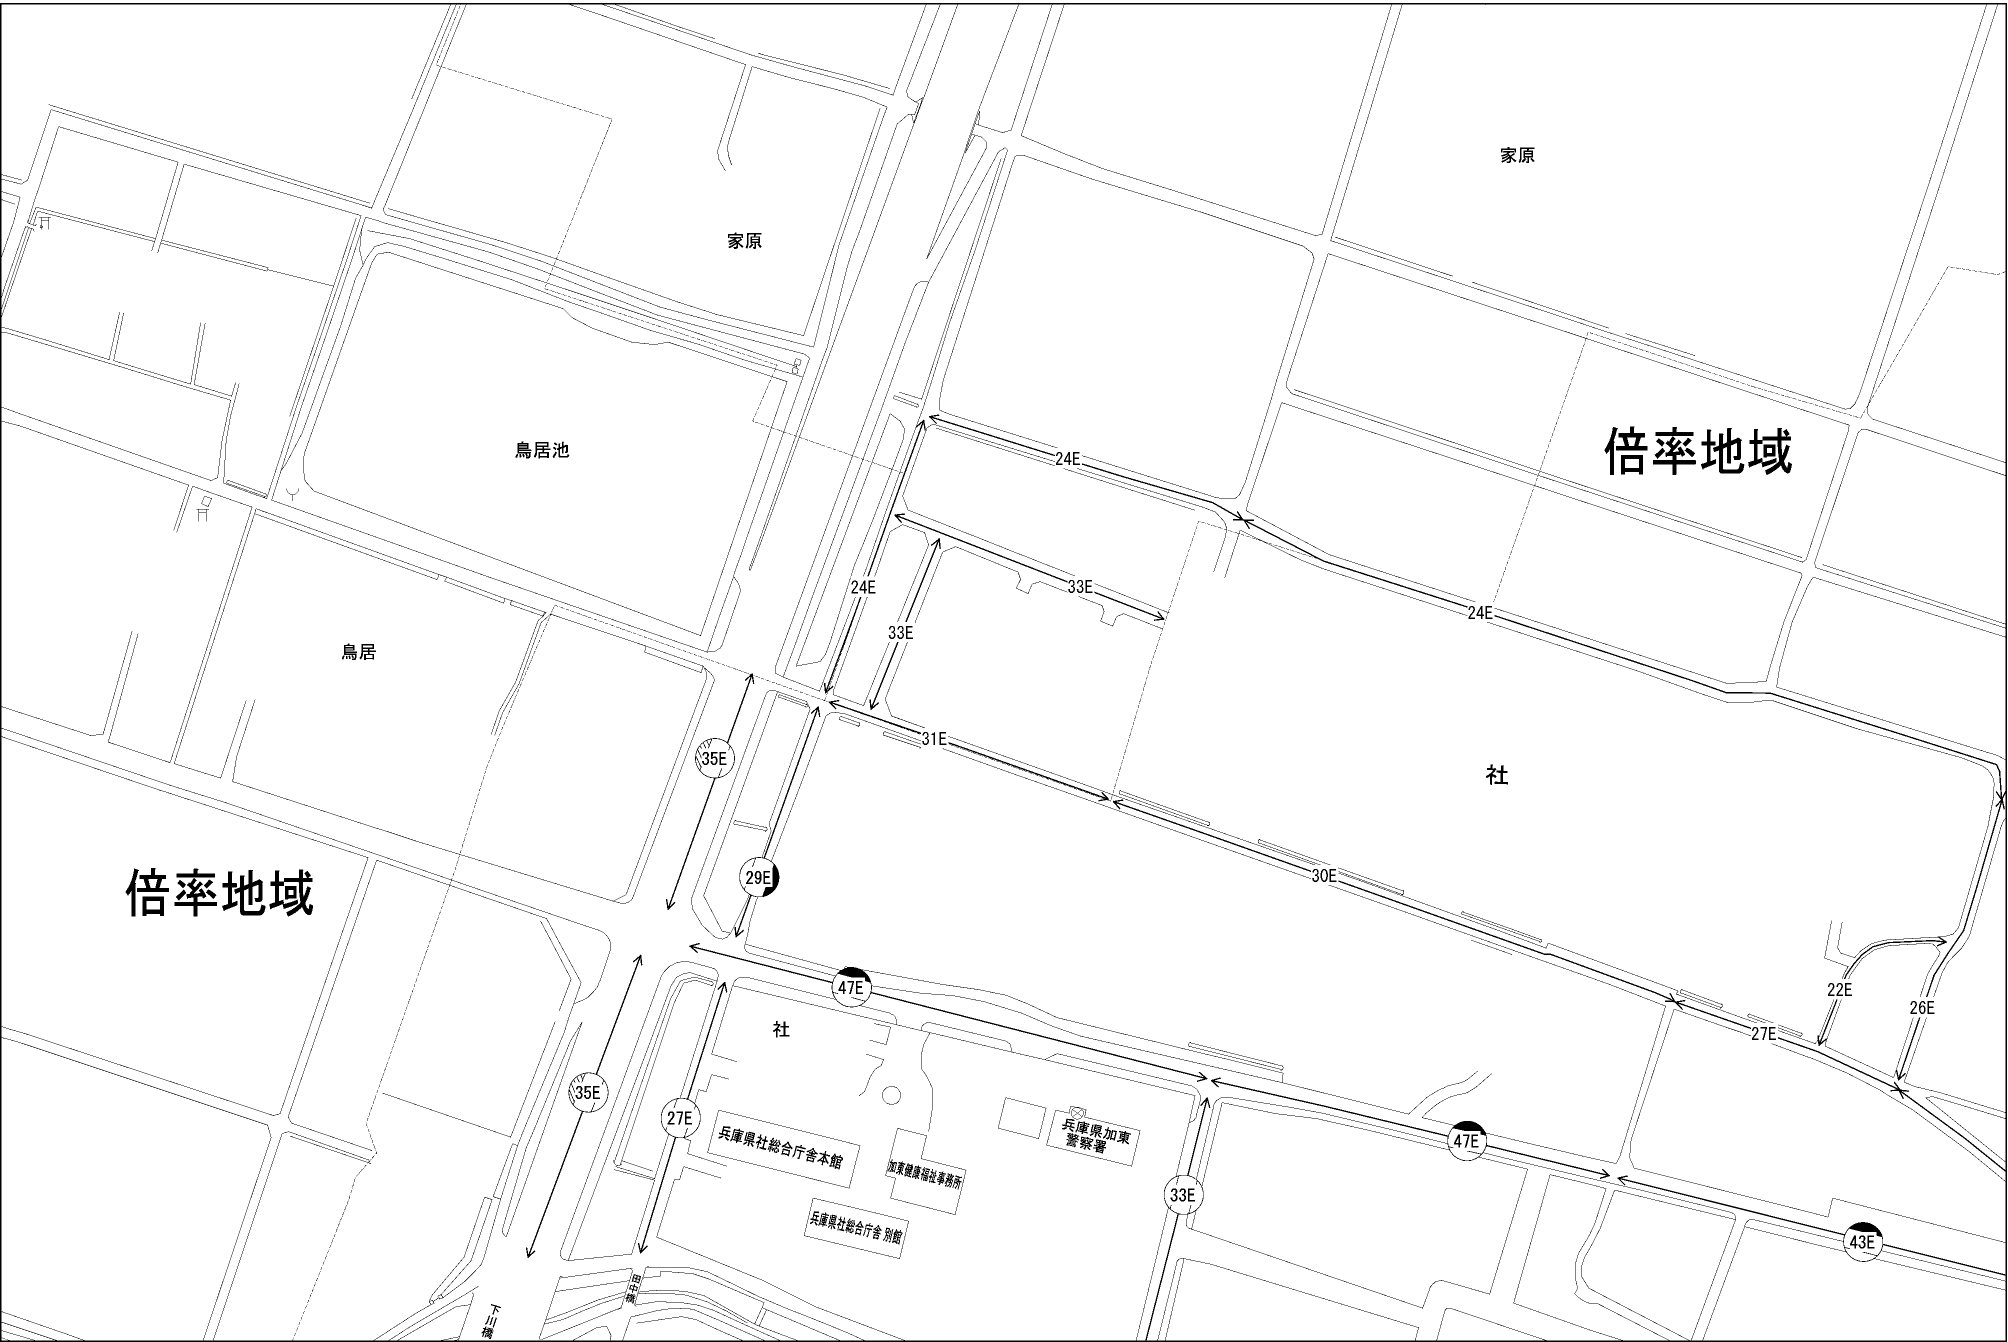 家原
家原
倍率地域
鳥居池
24E
24E
33E
24E
33E
鳥居
31E
35E
社
29E
30E
倍率地域
47E
22E
26E
27E
社
35E
27E
兵庫県社総合庁舎本館
加東健康福祉事務所
兵庫県加東
警察署
47E
33E
兵庫県社総合庁舎 別館
43E
田中橋
下川橋